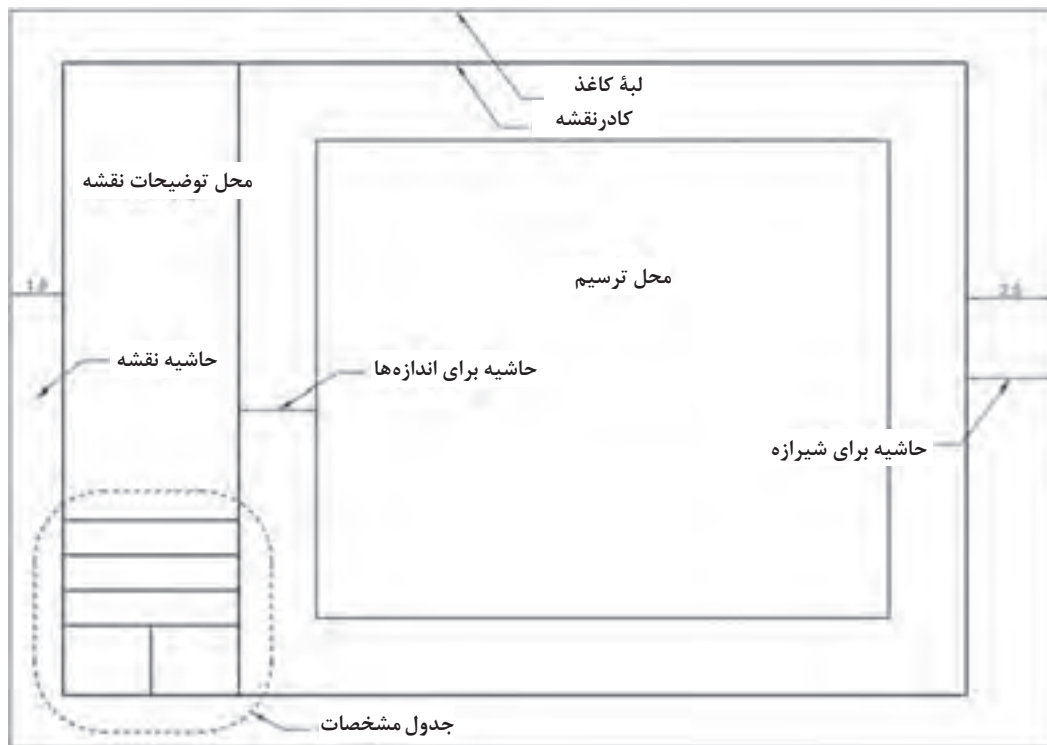 لبهٔ کاغذ
کادرنقشه
محل توضیحات نقشه
محل ترسیم
حاشیه نقشه
حاشیه برای اندازه‌ها
حاشیه برای شیرازه
جدول مشخصات